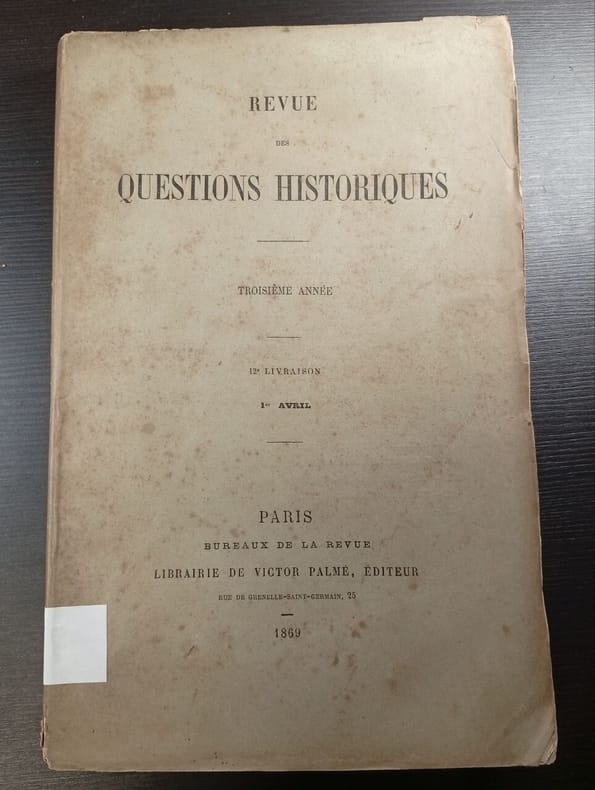 REVUE
DES
QUESTIONS HISTORIQUES
TROISIÈME ANNÉE
12e LIVRAISON
1er AVRIL
PARIS
BUREAUX DE LA REVUE
LIBRAIRIE DE VICTOR PALMÉ, ÉDITEUR
RUE DE GRENELLE-SAINT-GERMAIN, 25
1869